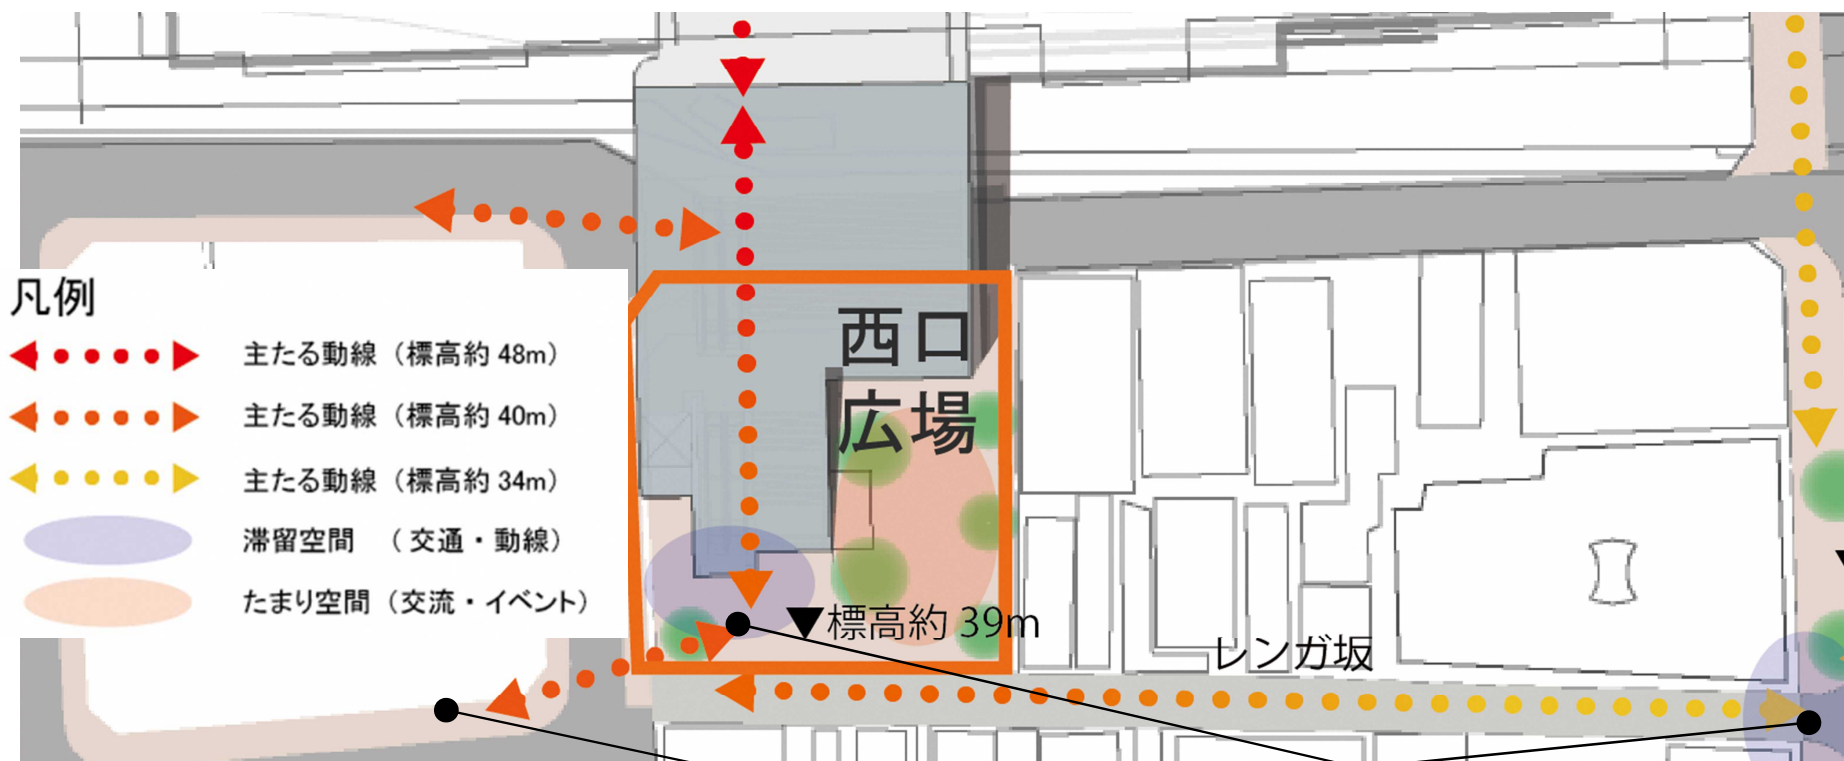 西口
広場
凡例
主たる動線（標高約 48m）
主たる動線（標高約 40m）
主たる動線（標高約 34m）
滞留空間　（ 交通・動線）
たまり空間（交流・イベント）
▼標高約 39m
レンガ坂